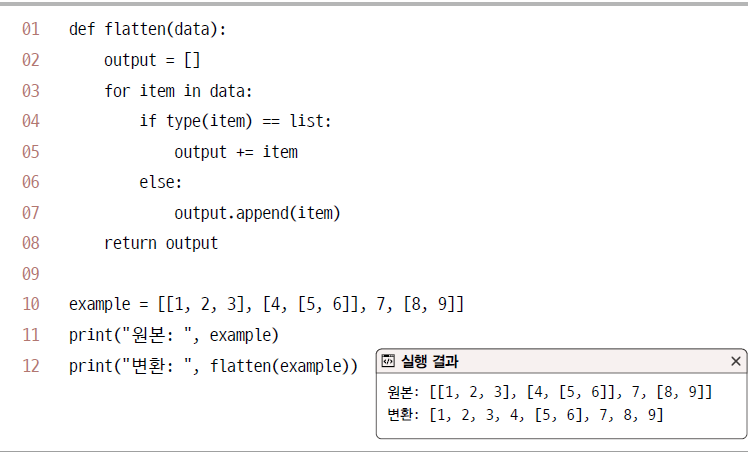 01 def flatten(data):
02     output = []
03     for item in data:
04         if type(item) == list:
05             output += item
06         else:
07             output.append(item)
08     return output
09
10 example = [[1, 2, 3], [4, [5, 6]], 7, [8, 9]]
11 print("원본: ", example)
12 print("변환: ", flatten(example))
실행 결과 ×
원본: [[1, 2, 3], [4, [5, 6]], 7, [8, 9]]
변환: [1, 2, 3, 4, [5, 6], 7, 8, 9]